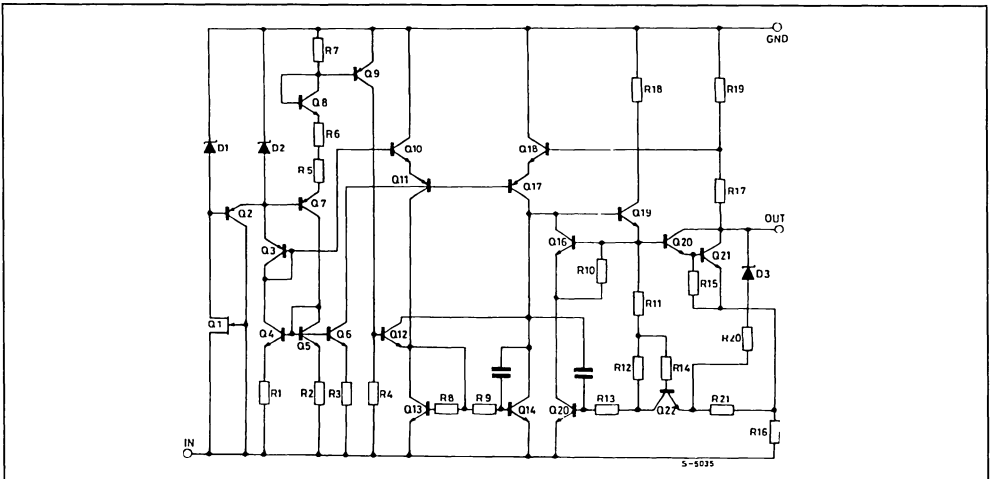 GND
R7
Q9
Q8
R18
R19
R6
D1
D2
R5
Q10
Q18
Q11
Q17
R17
Q2
Q7
Q19
OUT
Q3
Q16
Q20
Q21
R10
R15
D3
R11
Q1
Q4
Q5
Q6
Q12
R20
R12
R14
R1
R2
R3
R4
Q13
R8
R9
Q14
Q20
R13
Q22
R21
R16
IN
S-5035